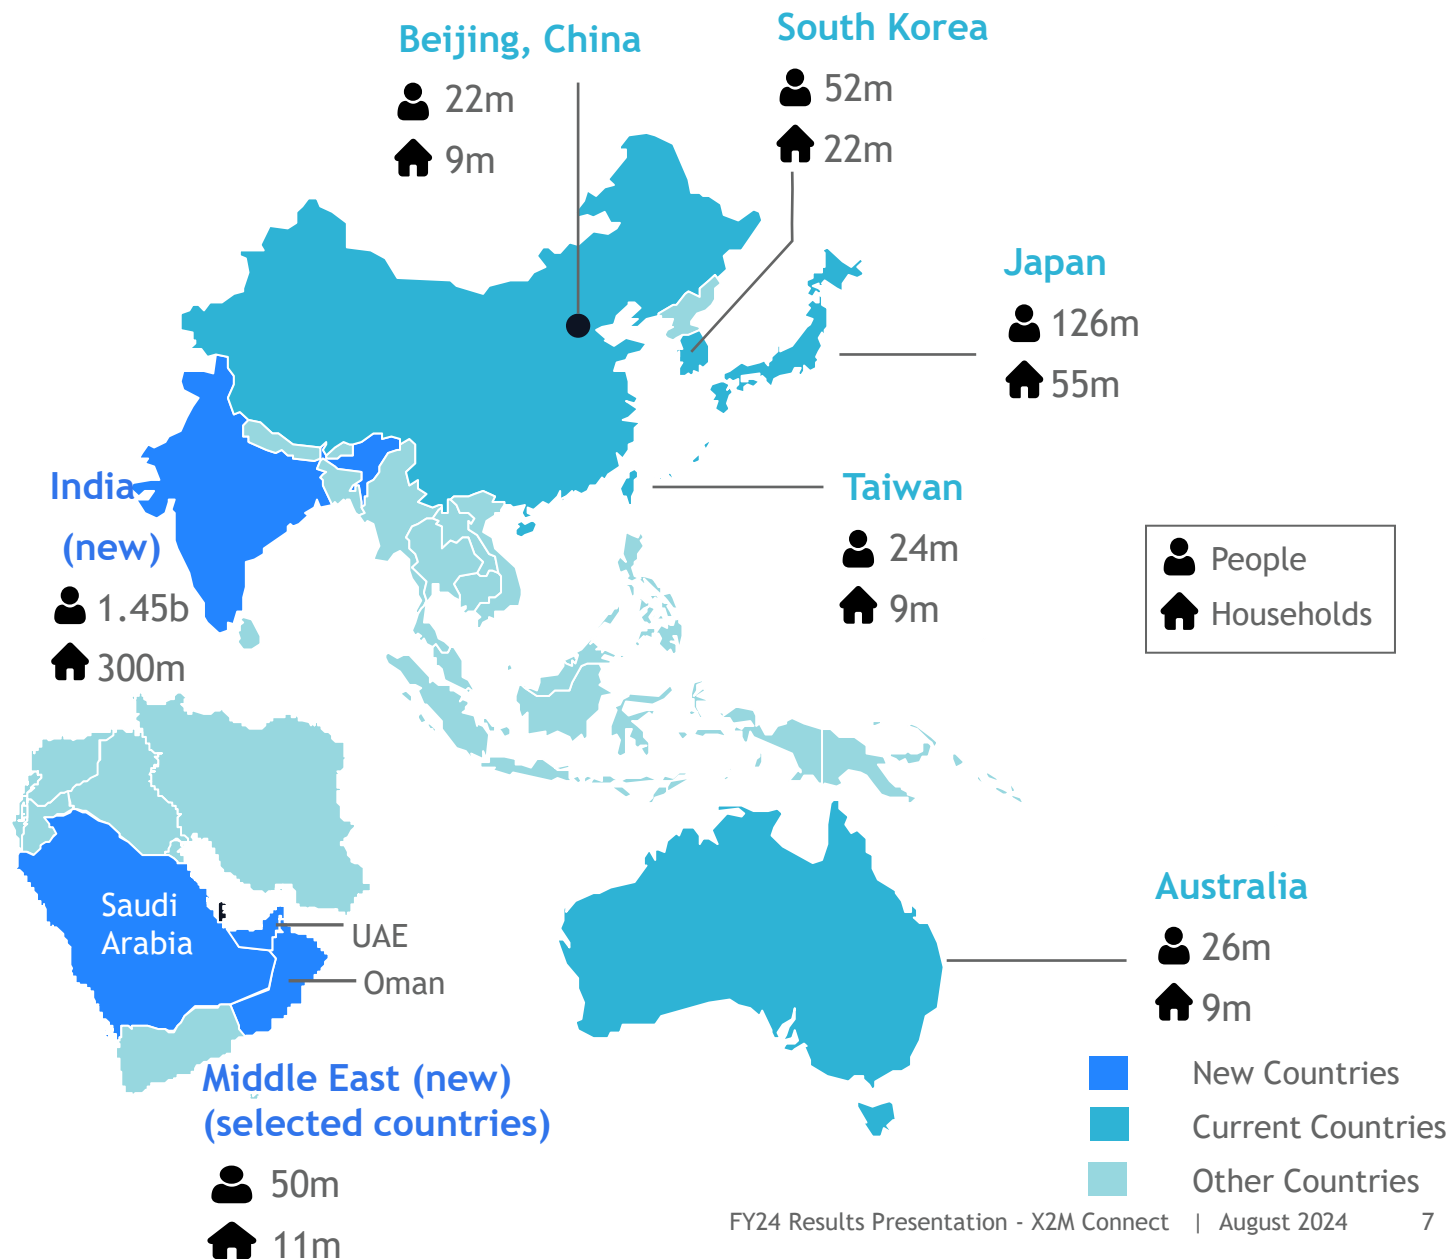 Beijing, China
22m
9m
South Korea
52m
22m
Japan
126m
55m
India
(new)
1.45b
300m
Taiwan
24m
9m
People
Households
Saudi
Arabia
UAE
Oman
Middle East (new)
(selected countries)
50m
11m
Australia
26m
9m
New Countries
Current Countries
Other Countries
FY24 Results Presentation - X2M Connect | August 2024 7